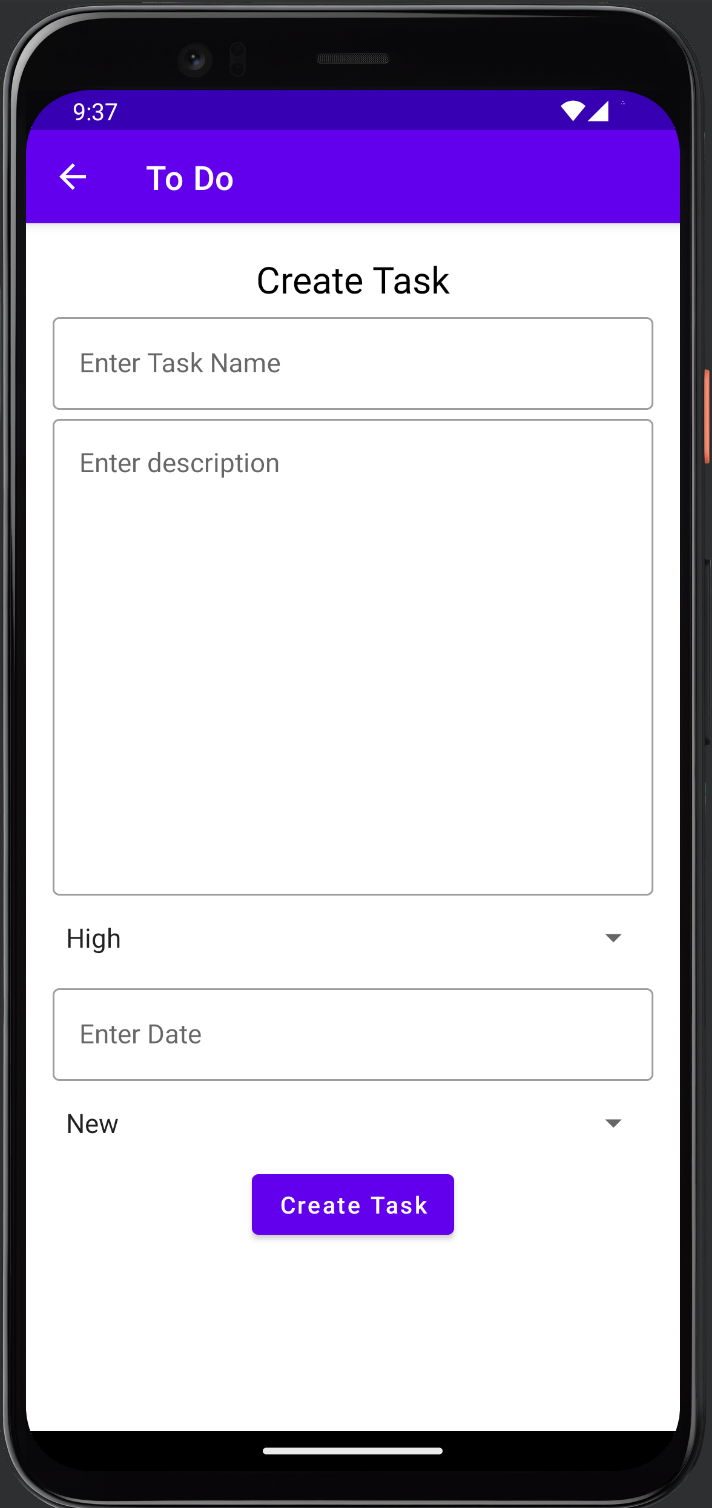 9:37
To Do
Create Task
Enter Task Name
Enter description
High
Enter Date
New
Create Task